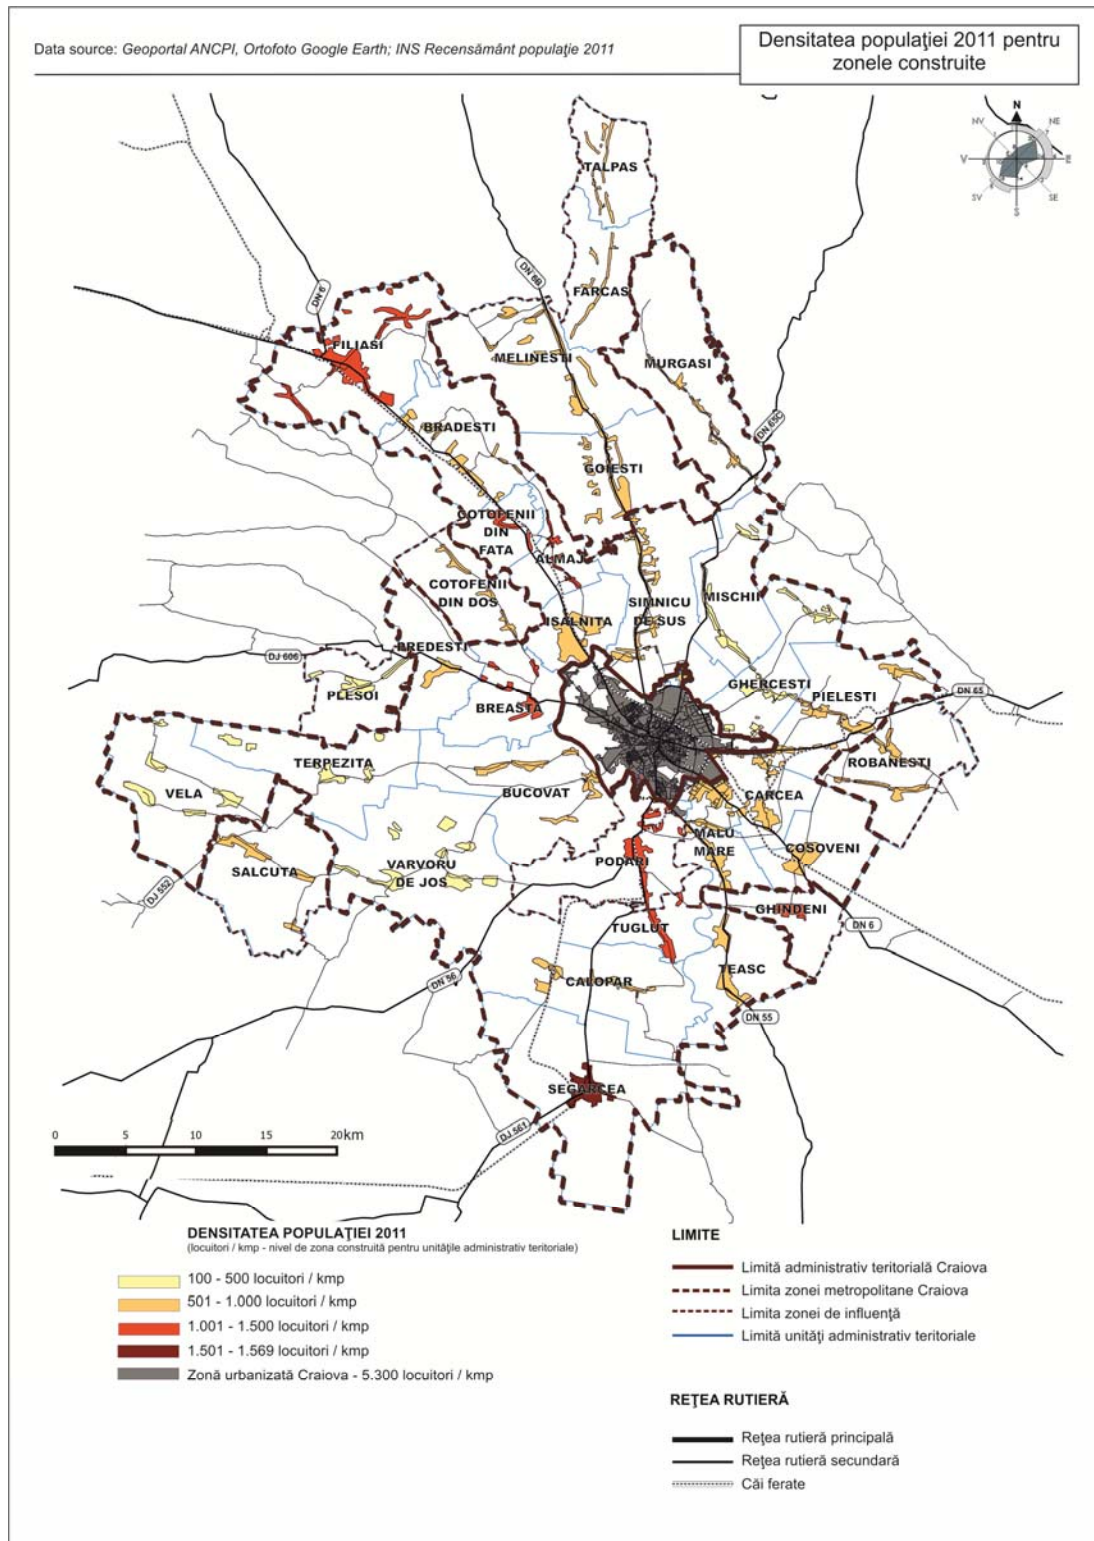 Data source: Geoportal ANCPI, Ortofoto Google Earth; INS Recensământ populaţie 2011
Densitatea populaţiei 2011 pentru
zonele construite
N
NV
NE
V
E
SV
SE
S
TALPAS
DN 6B
DN 6
FARCAS
FILIASI
MELINESTI
MURGASI
DN 65C
BRADESTI
GOIESTI
COTOFENII
DIN
FATA
ALMAJ
COTOFENII
DIN DOS
MISCHII
SIMNICU
DE SUS
ISALNITA
PREDESTI
DJ 606
PLESOI
GHERCESTI
PIELESTI
DN 65
BREASTA
TERPEZITA
ROBANESTI
VELA
BUCOVAT
CARCEA
MALU
MARE
COSOVENI
PODARI
SALCUTA
VARVORU
DE JOS
DJ 552
GHINDENI
DN 6
TUGLUT
TEASC
CALOPAR
DN 56
DN 55
SEGARCEA
DJ 561
0 5 10 15 20km
DENSITATEA POPULAŢIEI 2011
(locuitori / kmp - nivel de zona construită pentru unităţile administrativ teritoriale)
100 - 500 locuitori / kmp
501 - 1.000 locuitori / kmp
1.001 - 1.500 locuitori / kmp
1.501 - 1.569 locuitori / kmp
Zonă urbanizată Craiova - 5.300 locuitori / kmp
LIMITE
Limită administrativ teritorială Craiova
Limita zonei metropolitane Craiova
Limita zonei de influenţă
Limită unităţi administrativ teritoriale
REŢEA RUTIERĂ
Reţea rutieră principală
Reţea rutieră secundară
Căi ferate